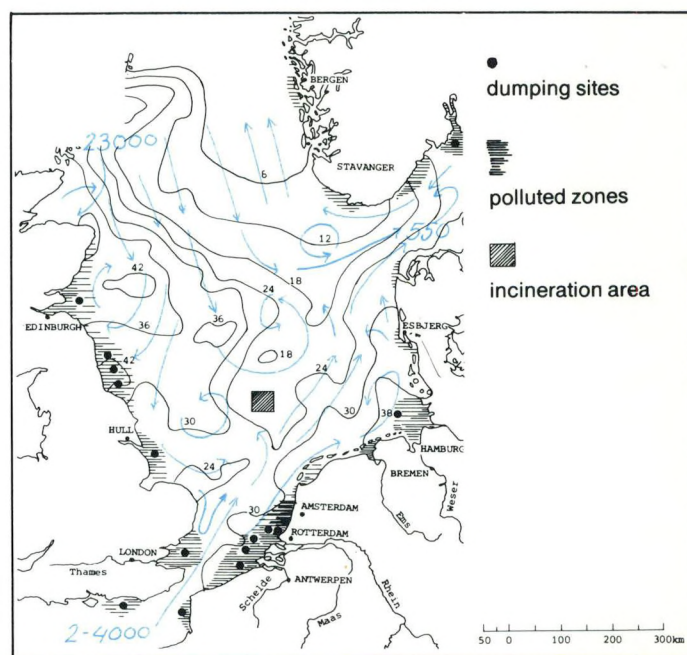 BERGEN
STAVANGER
23000
6
12
550
18
24
42
36
36
18
EDINBURGH
ESBJERG
24
42
30
30
38
HULL
HAMBURG
24
BREMEN
Weser
Ems
30
AMSTERDAM
ROTTERDAM
LONDON
Thames
ANTWERPEN
Schelde
Maas
Rhein
2-4000
dumping sites
polluted zones
incineration area
50 0 100 200 300km